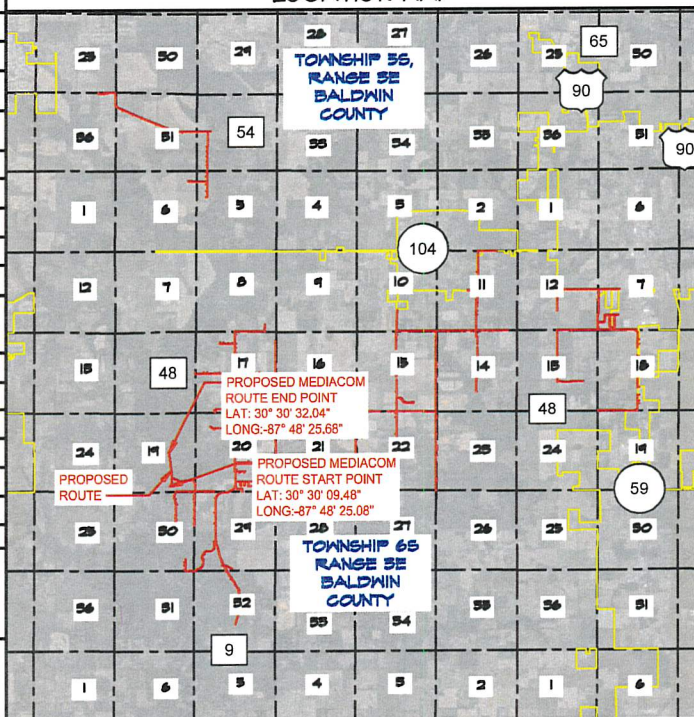 LOCATION MAP
25 30 29 28 27 26 25 65 30
TOWNSHIP 5S,
RANGE 3E
BALDWIN
COUNTY
90
36 31 54 33 34 35 36 31 90
1 6 5 4 3 2 1 6
104
12 7 8 9 10 11 12 7
13 48 17 16 15 14 13 18
PROPOSED MEDIACOM
ROUTE END POINT
LAT: 30° 30' 32.04"
LONG:-87° 48' 25.68"
48
24 19 20 21 22 23 24 19
PROPOSED
ROUTE
PROPOSED MEDIACOM
ROUTE START POINT
LAT: 30° 30' 09.48"
LONG:-87° 48' 25.08"
59
25 30 29 28 27 26 25 30
TOWNSHIP 6S
RANGE 3E
BALDWIN
COUNTY
36 31 32 33 34 35 36 31
9
1 6 5 4 3 2 1 6